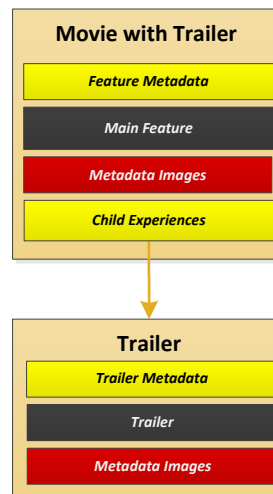 Movie with Trailer
Feature Metadata
Main Feature
Metadata Images
Child Experiences
Trailer
Trailer Metadata
Trailer
Metadata Images